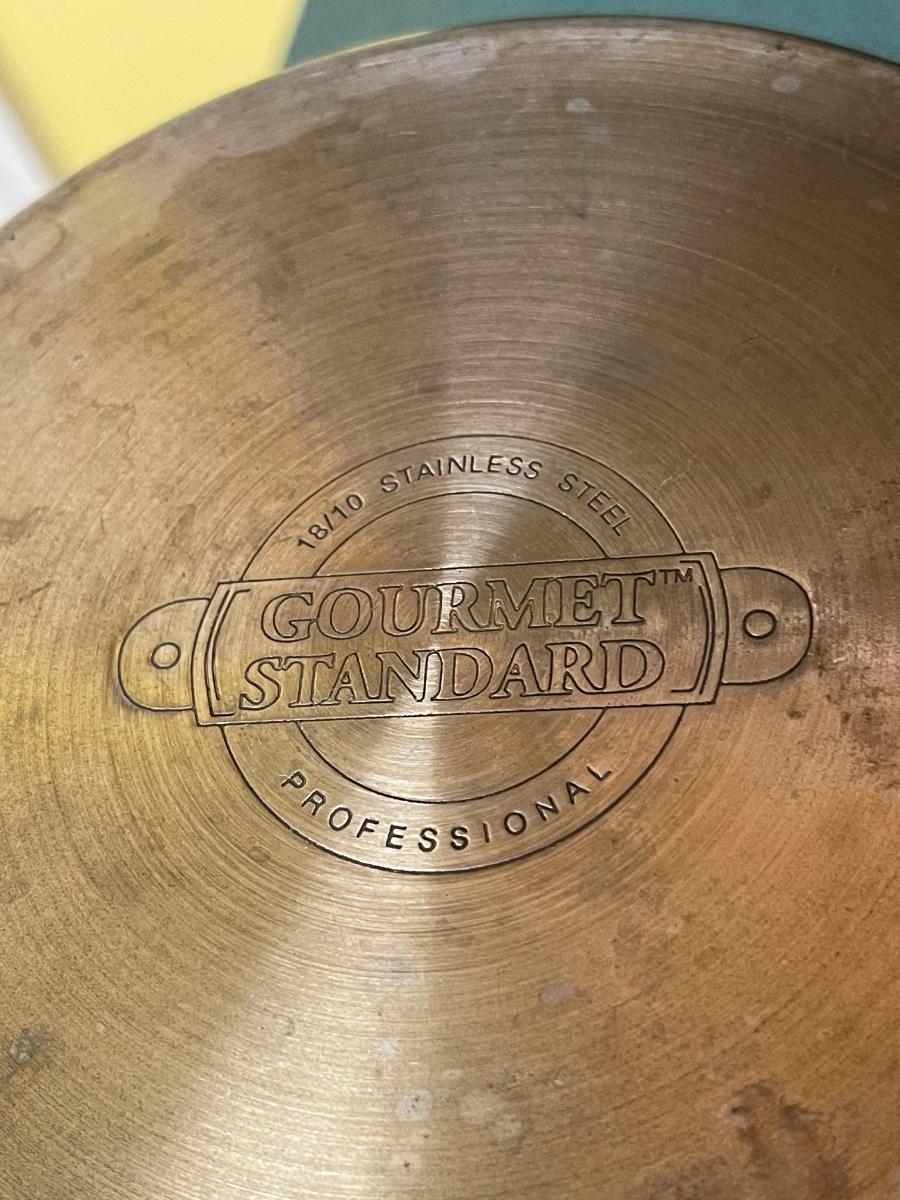 18/10 STAINLESS STEEL
GOURMET™
STANDARD
PROFESSIONAL